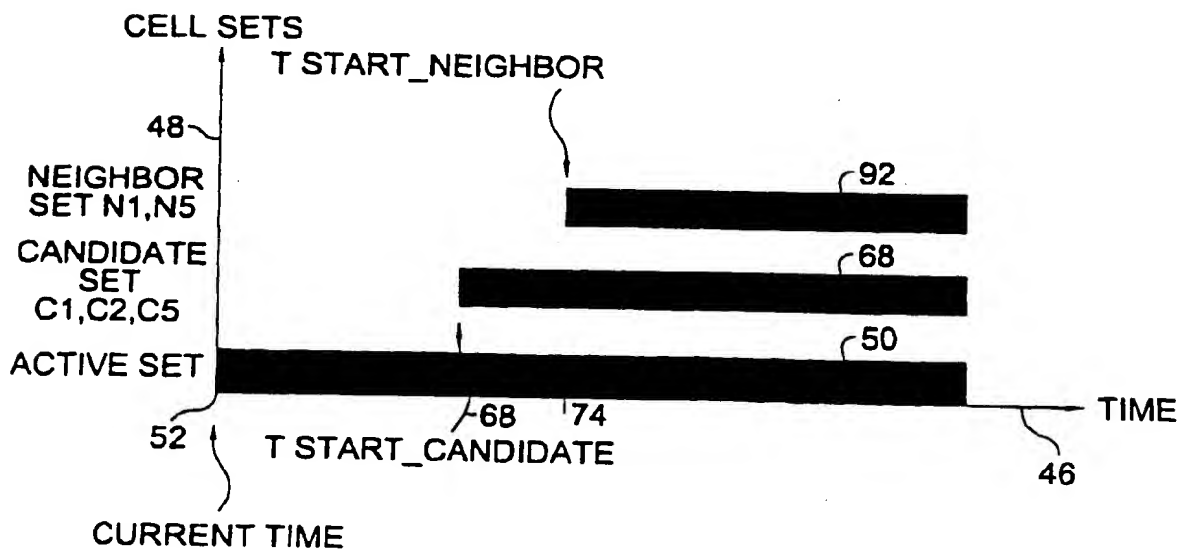 CELL SETS
T START_NEIGHBOR
48
NEIGHBOR
SET N1,N5
92
CANDIDATE
SET
C1,C2,C5
68
ACTIVE SET
50
TIME
52
68
74
T START_CANDIDATE
46
CURRENT TIME